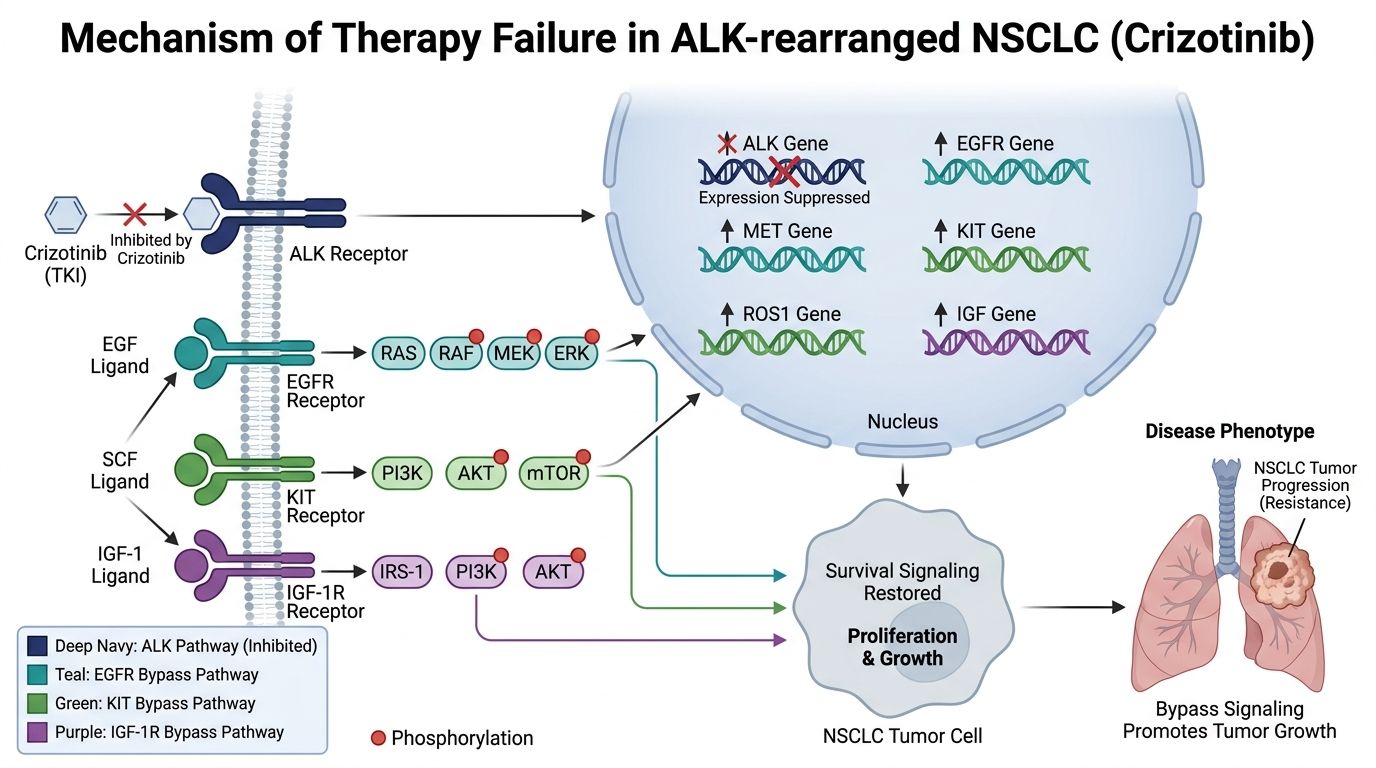 Mechanism of Therapy Failure in ALK-rearranged NSCLC (Crizotinib)
Crizotinib
(TKI)
Inhibited by
Crizotinib
ALK Receptor
EGF
Ligand
EGFR
Receptor
RAS
RAF
MEK
ERK
SCF
Ligand
KIT
Receptor
PI3K
AKT
mTOR
IGF-1
Ligand
IGF-1R
Receptor
IRS-1
PI3K
AKT
ALK Gene
Expression Suppressed
EGFR Gene
MET Gene
KIT Gene
ROS1 Gene
IGF Gene
Nucleus
Survival Signaling
Restored
Proliferation
& Growth
NSCLC Tumor Cell
Disease Phenotype
NSCLC Tumor
Progression
(Resistance)
Bypass Signaling
Promotes Tumor Growth
Deep Navy: ALK Pathway (Inhibited)
Teal: EGFR Bypass Pathway
Green: KIT Bypass Pathway
Purple: IGF-1R Bypass Pathway
Phosphorylation